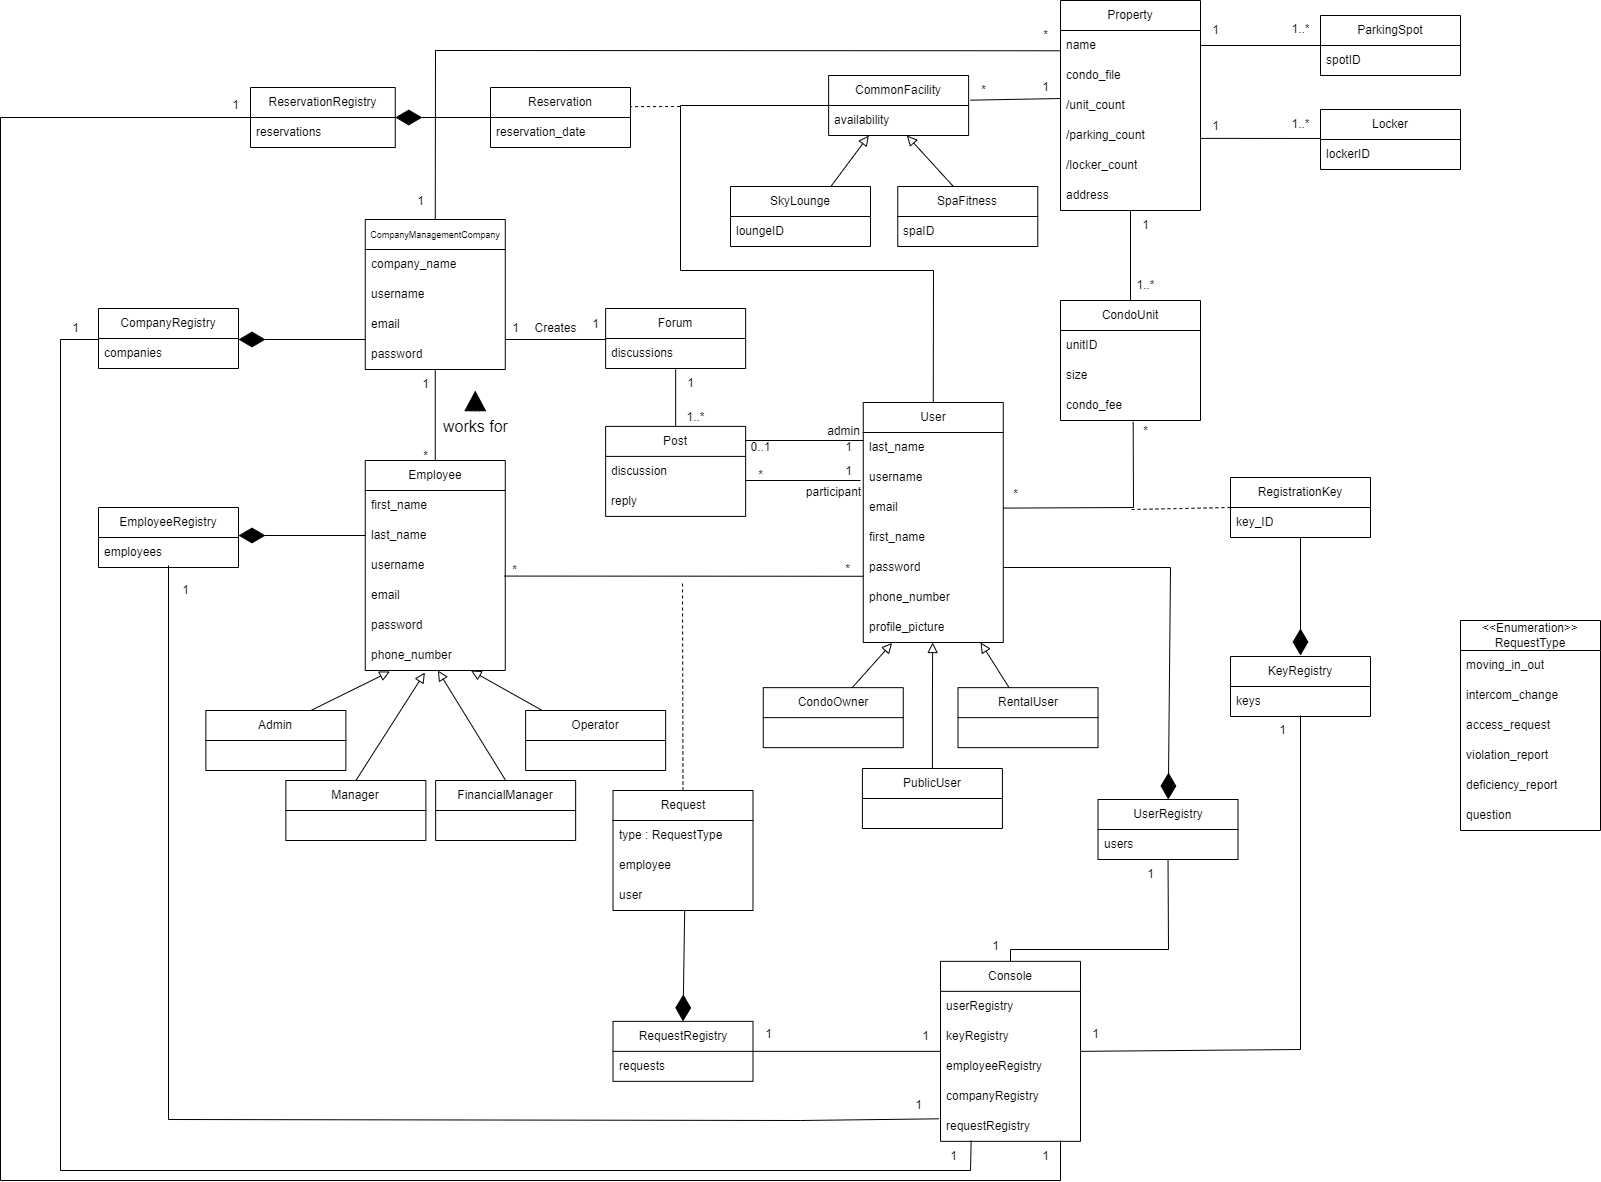 Property
name
condo_file
/unit_count
/parking_count
/locker_count
address
*
1
1
1..*
ParkingSpot
spotID
1
1..*
Locker
lockerID
1
ReservationRegistry
reservations
Reservation
reservation_date
CommonFacility
availability
*
1
SkyLounge
loungeID
SpaFitness
spaID
1
1..*
CondoUnit
unitID
size
condo_fee
*
1
CompanyManagementCompany
company_name
username
email
password
1
CompanyRegistry
companies
1
Creates
1
Forum
discussions
1
1..*
Post
discussion
reply
admin
0..1
1
*
1
participant
1
works for
*
Employee
first_name
last_name
username
email
password
phone_number
EmployeeRegistry
employees
1
*
*
User
last_name
username
email
first_name
password
phone_number
profile_picture
*
RegistrationKey
key_ID
KeyRegistry
keys
1
<<Enumeration>>
RequestType
moving_in_out
intercom_change
access_request
violation_report
deficiency_report
question
Admin
Manager
FinancialManager
Operator
CondoOwner
PublicUser
RentalUser
Request
type : RequestType
employee
user
UserRegistry
users
1
1
Console
userRegistry
keyRegistry
employeeRegistry
companyRegistry
requestRegistry
RequestRegistry
requests
1
1
1
1
1
1